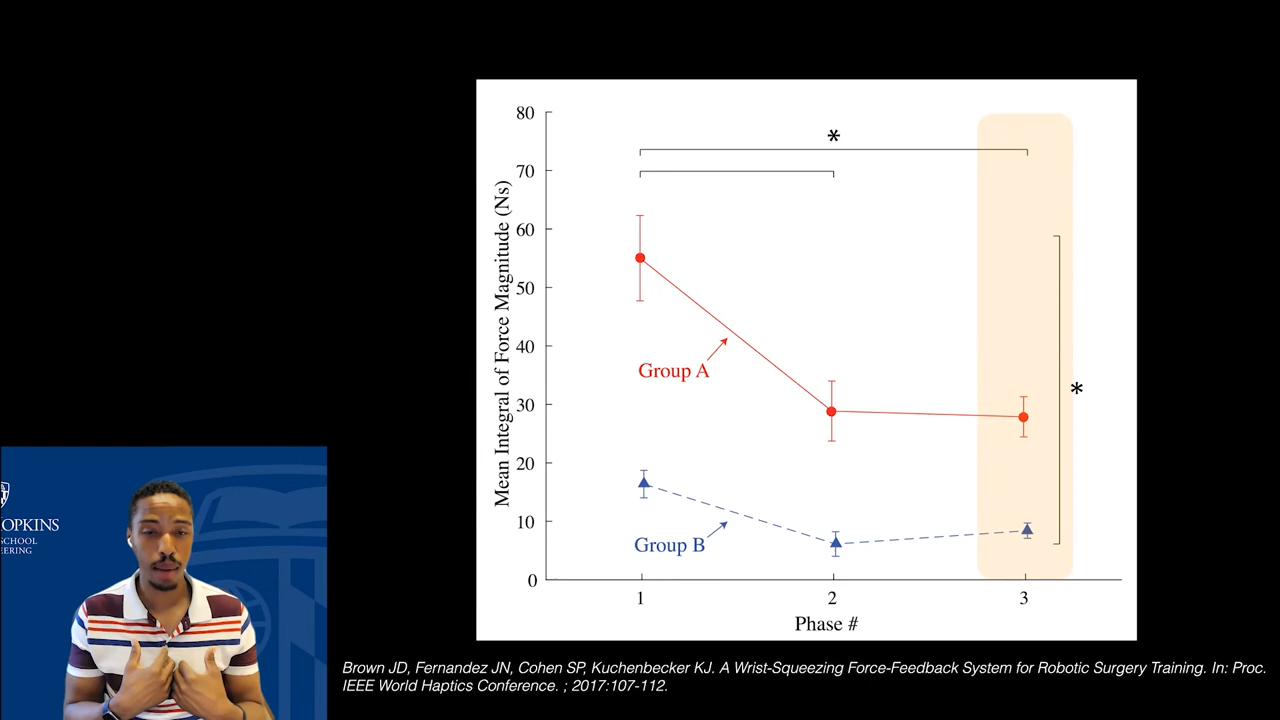 80
70
60
50
40
30
20
10
0
Mean Integral of Force Magnitude (Ns)
*
*
Group A
Group B
1 2 3
Phase #
OPKINS
SCHOOL
ERING
Brown JD, Fernandez JN, Cohen SP, Kuchenbecker KJ. A Wrist-Squeezing Force-Feedback System for Robotic Surgery Training. In: Proc.
IEEE World Haptics Conference. ; 2017:107-112.